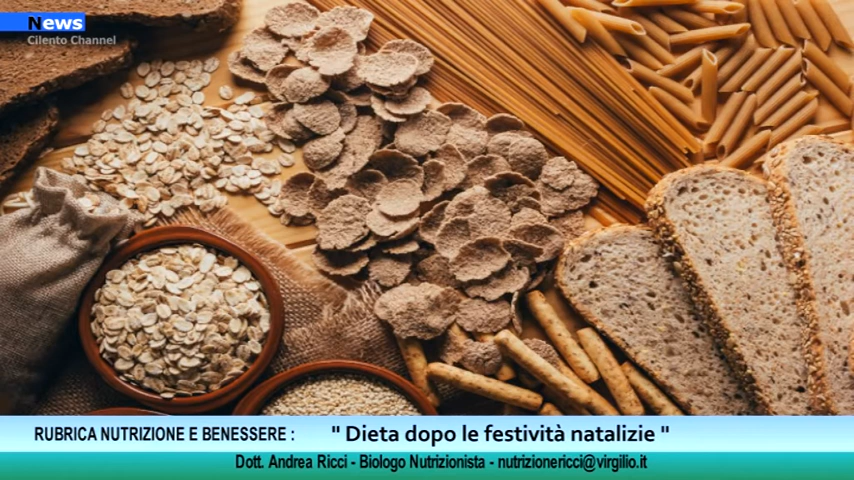 News
Cilento Channel
RUBRICA NUTRIZIONE E BENESSERE : " Dieta dopo le festività natalizie "
Dott. Andrea Ricci - Biologo Nutrizionista - nutrizionericci@virgilio.it